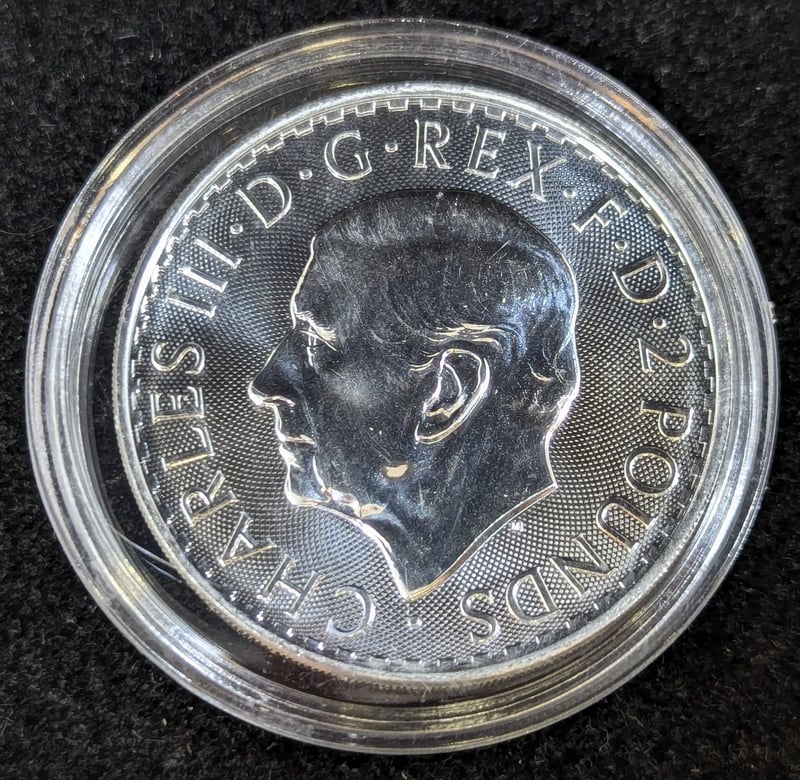 CHARLES III · D · G · REX · F · D · 2 POUNDS ·